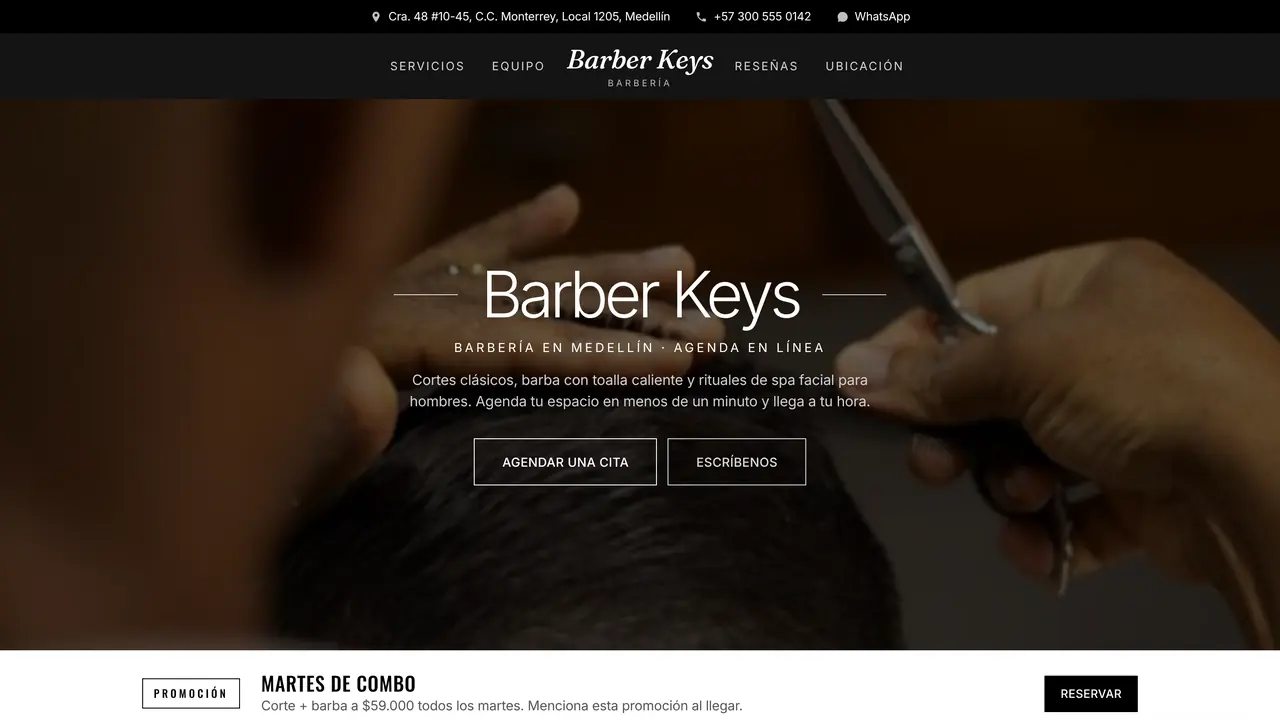 Cra. 48 #10-45, C.C. Monterrey, Local 1205, Medellín
+57 300 555 0142
WhatsApp
SERVICIOS
EQUIPO
Barber Keys
BARBERÍA
RESEÑAS
UBICACIÓN
Barber Keys
BARBERÍA EN MEDELLÍN · AGENDA EN LÍNEA
Cortes clásicos, barba con toalla caliente y rituales de spa facial para
hombres. Agenda tu espacio en menos de un minuto y llega a tu hora.
AGENDAR UNA CITA
ESCRÍBENOS
PROMOCIÓN
MARTES DE COMBO
Corte + barba a $59.000 todos los martes. Menciona esta promoción al llegar.
RESERVAR